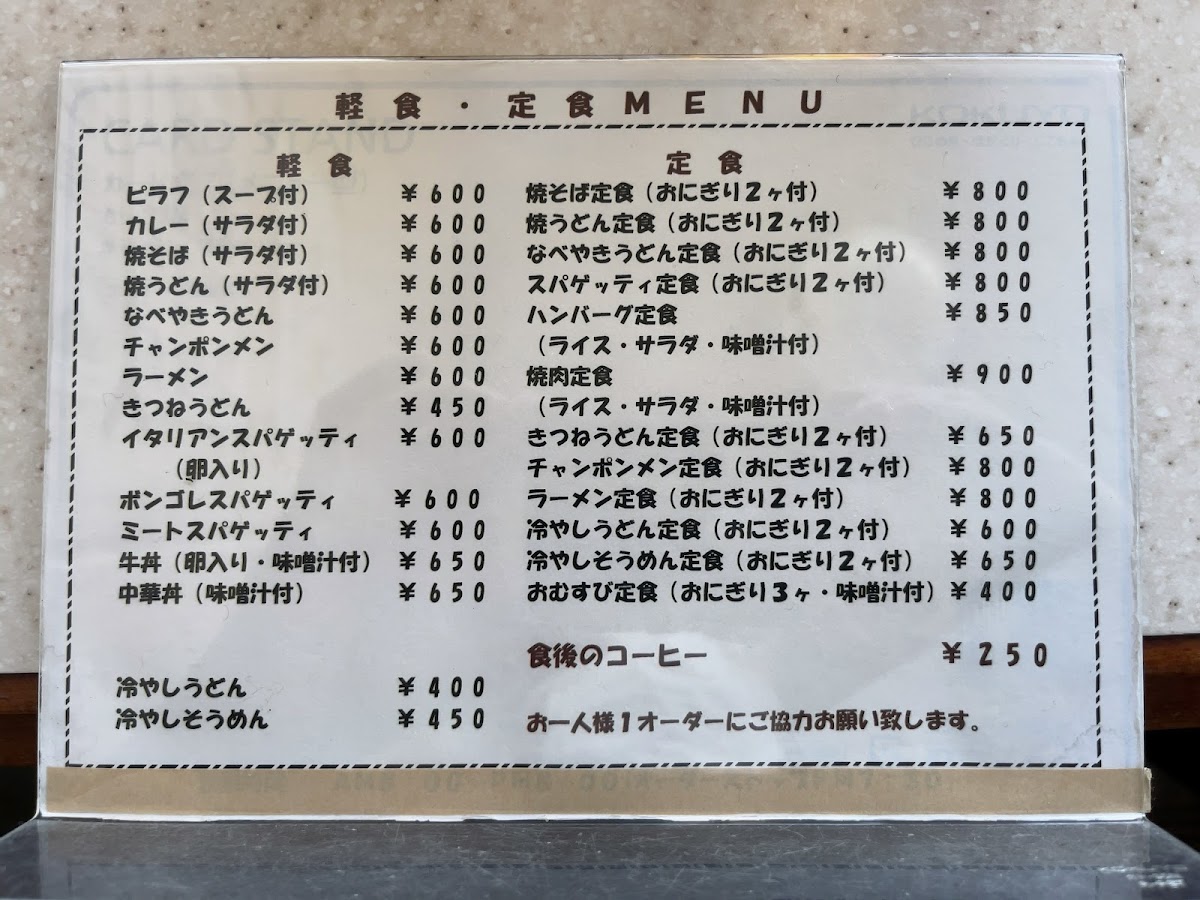 軽食・定食MENU
軽食
ピラフ（スープ付） ¥600
カレー（サラダ付） ¥600
焼そば（サラダ付） ¥600
焼うどん（サラダ付） ¥600
なべやきうどん ¥600
チャンポンメン ¥600
ラーメン ¥600
きつねうどん ¥450
イタリアンスパゲッティ ¥600
（卵入り）
ボンゴレスパゲッティ ¥600
ミートスパゲッティ ¥600
牛丼（卵入り・味噌汁付） ¥650
中華丼（味噌汁付） ¥650
冷やしうどん ¥400
冷やしそうめん ¥450
定食
焼そば定食（おにぎり2ヶ付） ¥800
焼うどん定食（おにぎり2ヶ付） ¥800
なべやきうどん定食（おにぎり2ヶ付） ¥800
スパゲッティ定食（おにぎり2ヶ付） ¥800
ハンバーグ定食 ¥850
（ライス・サラダ・味噌汁付）
焼肉定食 ¥900
（ライス・サラダ・味噌汁付）
きつねうどん定食（おにぎり2ヶ付） ¥650
チャンポンメン定食（おにぎり2ヶ付） ¥800
ラーメン定食（おにぎり2ヶ付） ¥800
冷やしうどん定食（おにぎり2ヶ付） ¥600
冷やしそうめん定食（おにぎり2ヶ付） ¥650
おむすび定食（おにぎり3ヶ・味噌汁付） ¥400
食後のコーヒー ¥250
お一人様1オーダーにご協力お願い致します。